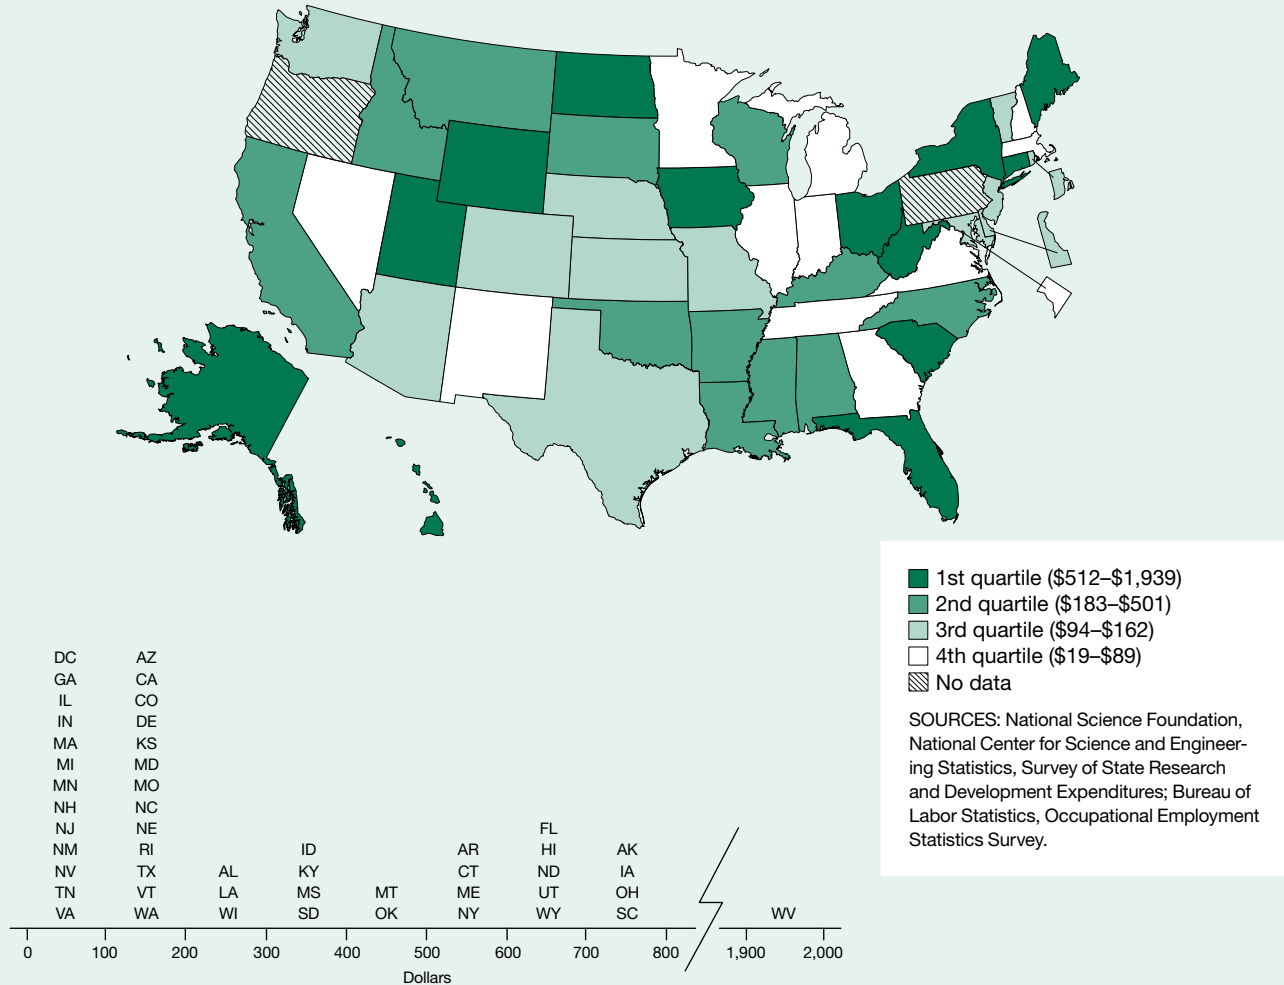 1st quartile ($512–$1,939)
2nd quartile ($183–$501)
3rd quartile ($94–$162)
4th quartile ($19–$89)
No data
SOURCES: National Science Foundation,
National Center for Science and Engineer-
ing Statistics, Survey of State Research
and Development Expenditures; Bureau of
Labor Statistics, Occupational Employment
Statistics Survey.
DC AZ
GA CA
IL CO
IN DE
MA KS
MI MD
MN MO
NH NC
NJ NE FL
NM RI ID AR HI AK
NV TX AL KY CT ND IA
TN VT LA MS MT ME UT OH
VA WA WI SD OK NY WY SC WV
0 100 200 300 400 500 600 700 800 1,900 2,000
Dollars